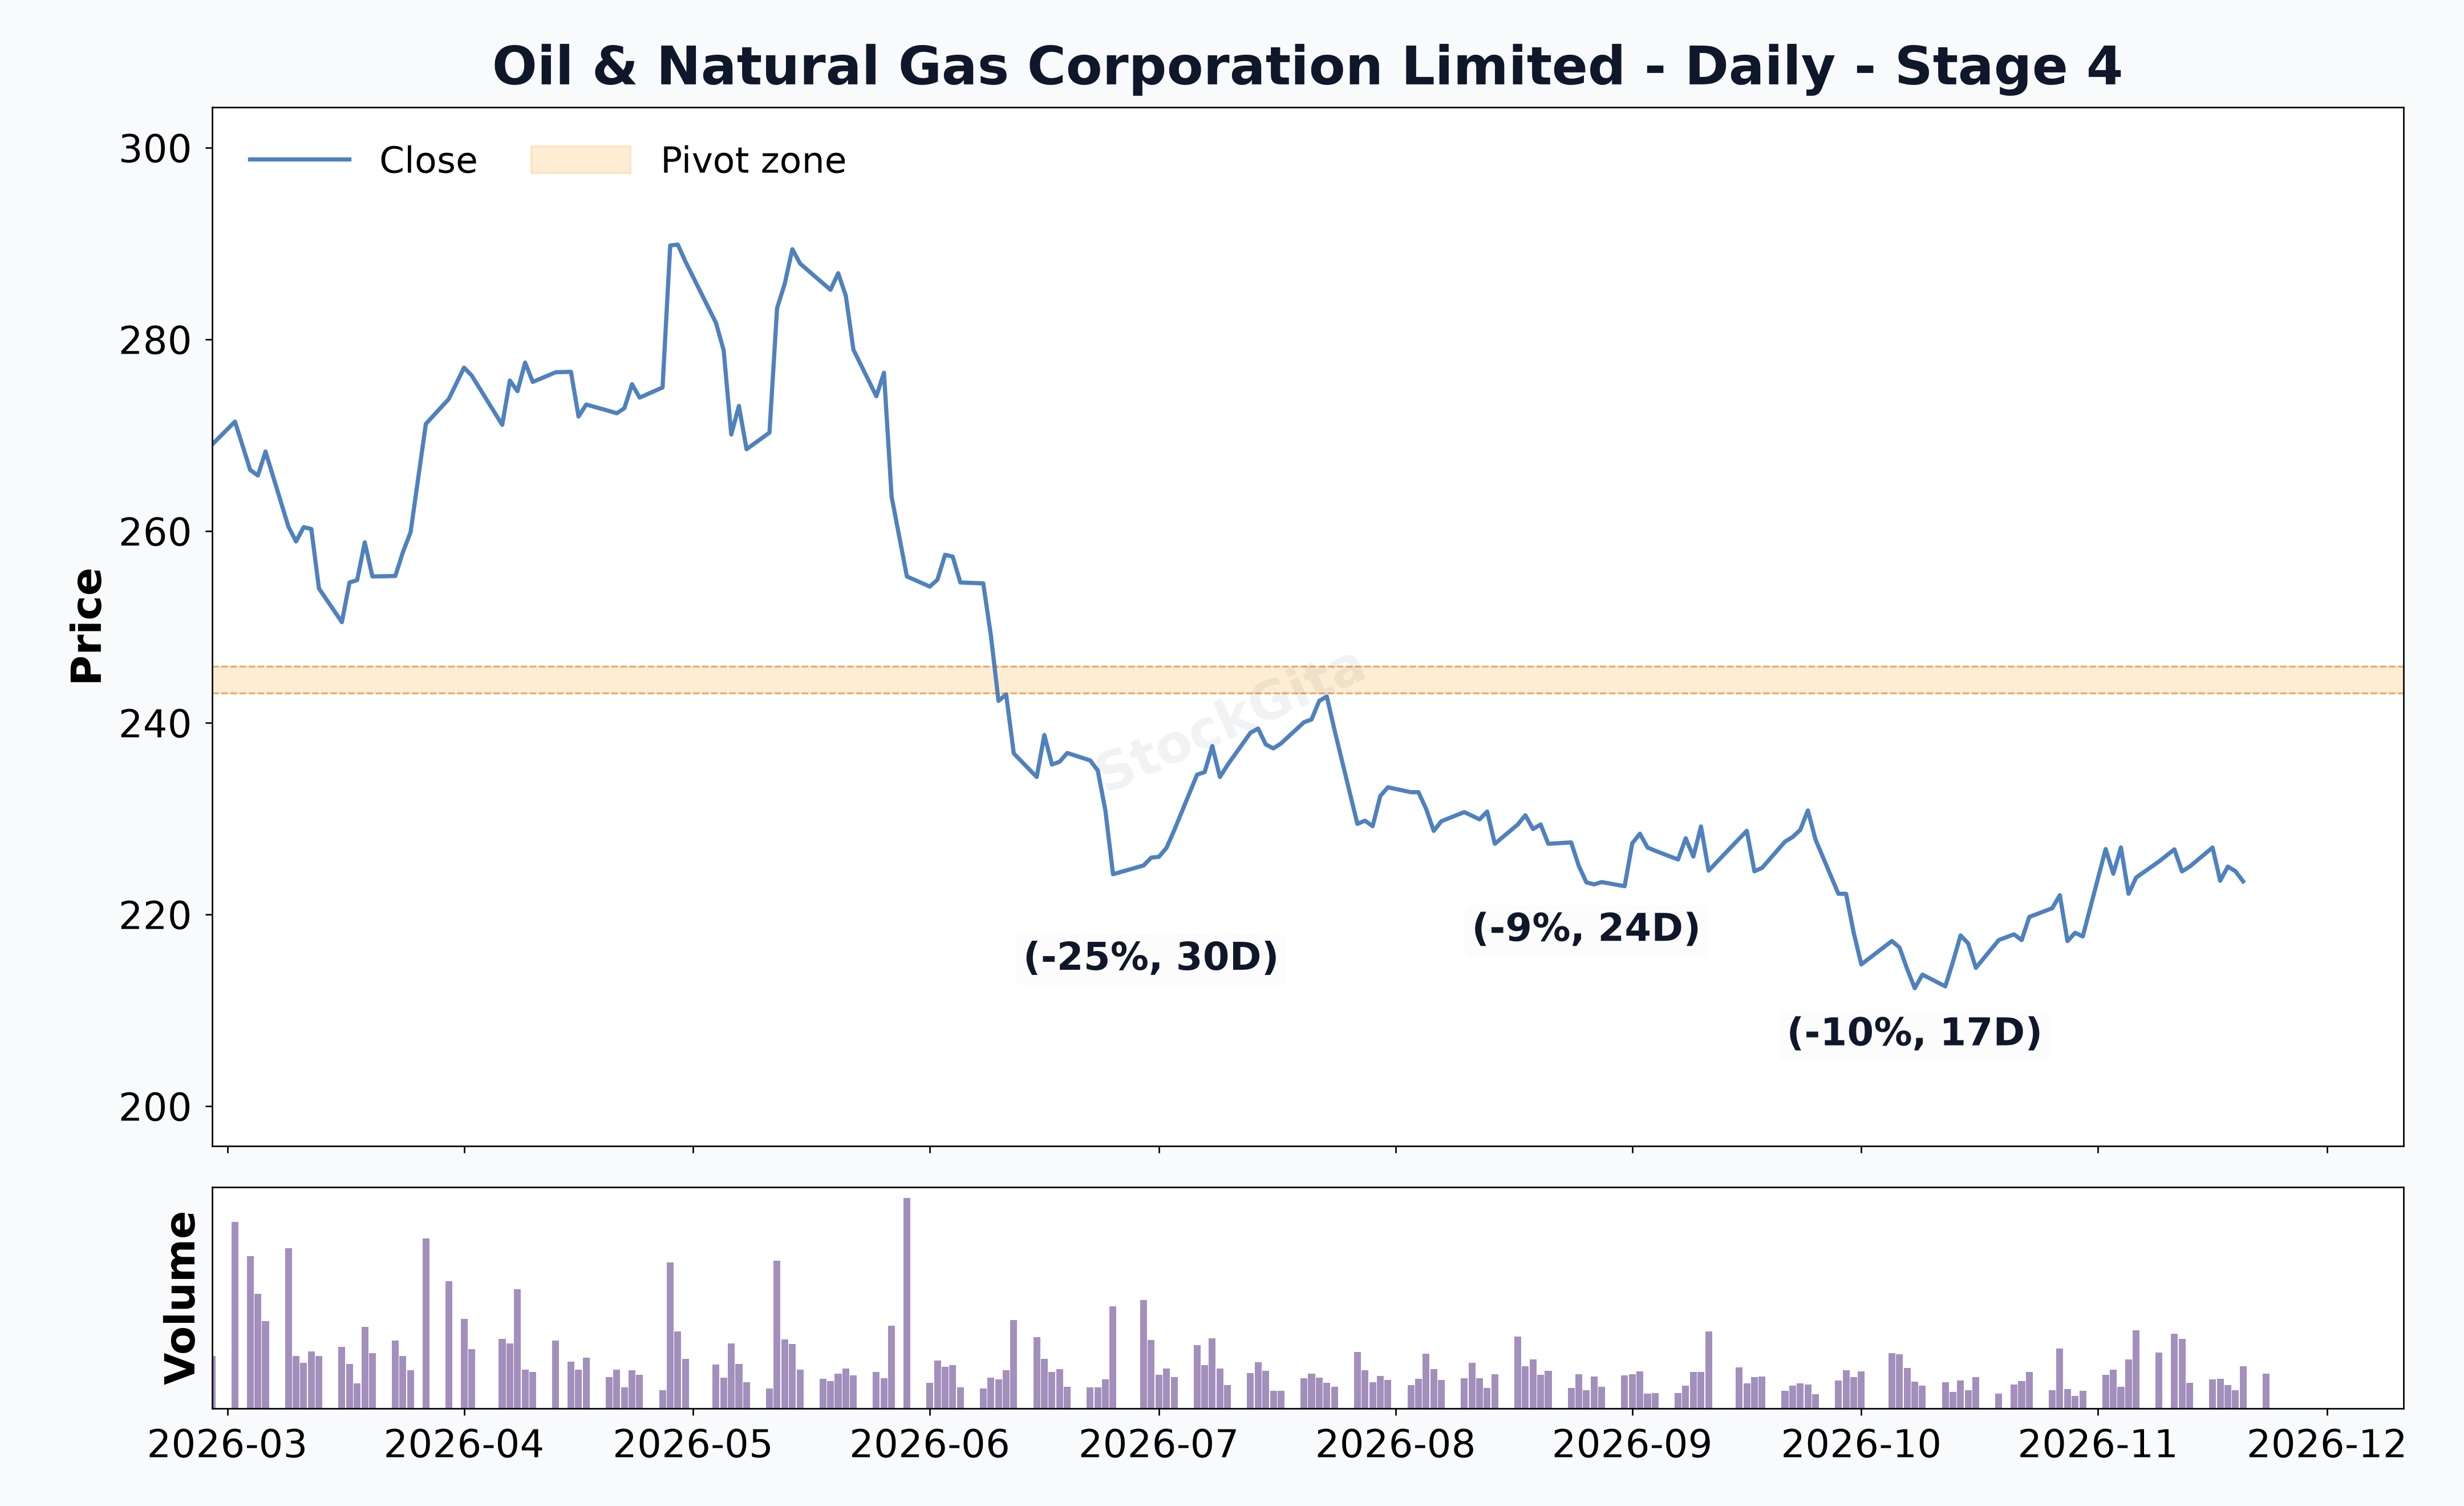 Oil & Natural Gas Corporation Limited - Daily - Stage 4
Close
Pivot zone
Price
300
280
260
240
220
200
StockGita
(-25%, 30D)
(-9%, 24D)
(-10%, 17D)
Volume
2026-03
2026-04
2026-05
2026-06
2026-07
2026-08
2026-09
2026-10
2026-11
2026-12